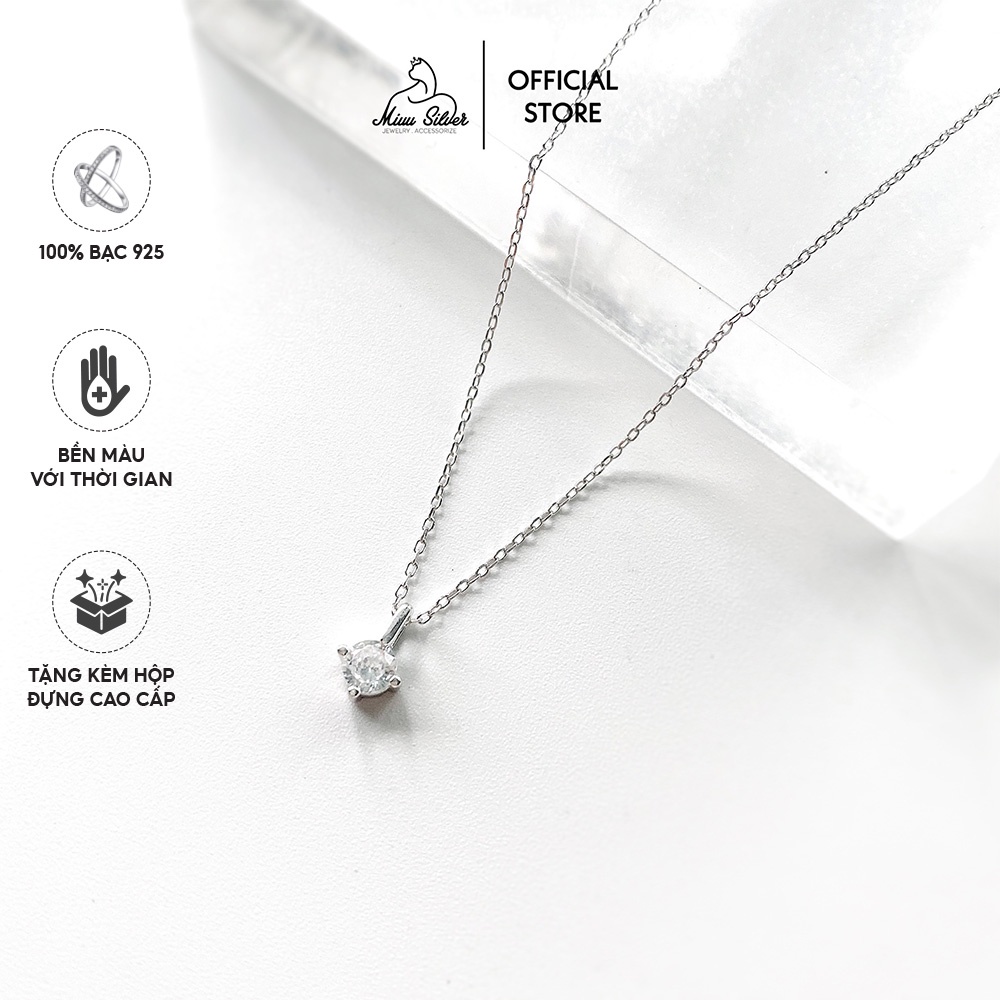 Miuu Silver
JEWELRY . ACCESSORIZE
OFFICIAL
STORE
100% BẠC 925
BỀN MÀU
VỚI THỜI GIAN
TẶNG KÈM HỘP
ĐỰNG CAO CẤP